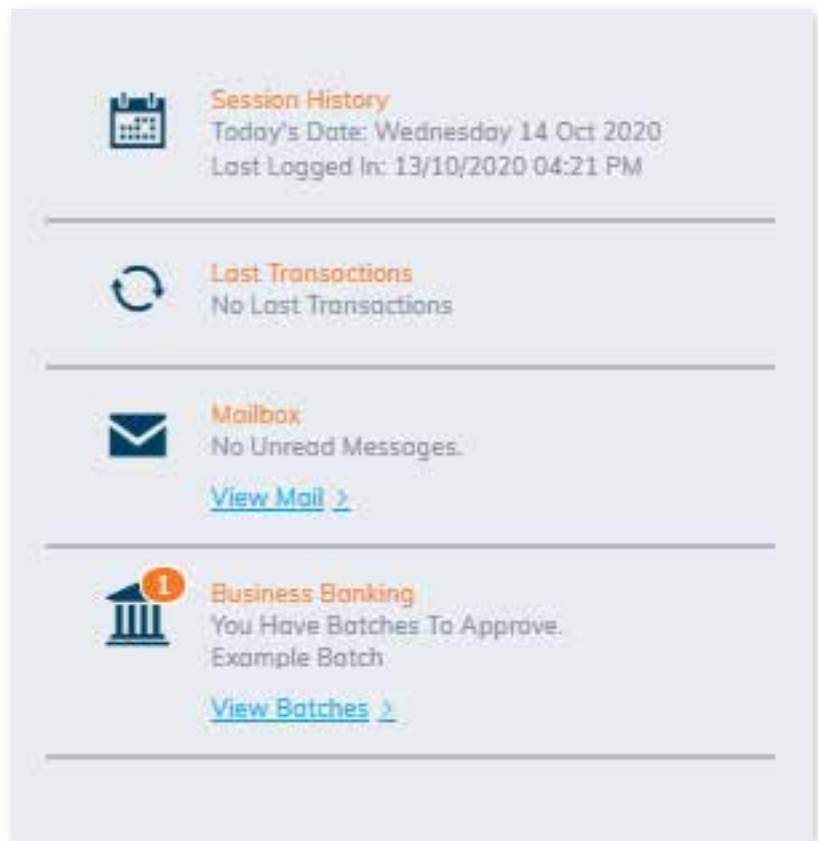 Session History
Today's Date: Wednesday 14 Oct 2020
Last Logged In: 13/10/2020 04:21 PM
Last Transactions
No Last Transactions
Mailbox
No Unread Messages.
View Mail >
1
Business Banking
You Have Batches To Approve.
Example Batch
View Batches >